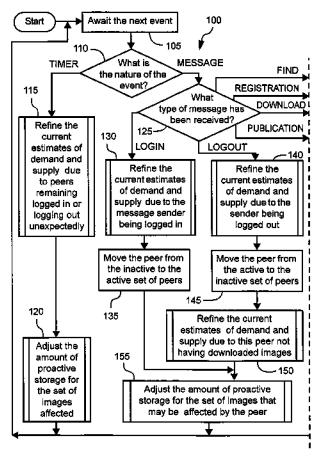 Start
Await the next event
100
105
110
What is
the nature of the
event?
TIMER
MESSAGE
FIND
REGISTRATION
DOWNLOAD
PUBLICATION
What
type of message has
been received?
125
115
Refine the
current
estimates of
demand and
supply due
to peers
remaining
logged in or
logging out
unexpectedly
130
LOGIN
LOGOUT
140
Refine the
current estimates
of demand and
supply due to the
message sender
being logged in
Refine the
current estimates
of demand and
supply due to the
sender being
logged out
Move the peer from
the inactive to the
active set of peers
135
Move the peer from
the active to the
inactive set of peers
145
Refine the current
estimates of demand and
supply due to this peer not
having downloaded images
150
120
Adjust the
amount of
proactive
storage for
the set of
images
affected
155
Adjust the amount of proactive
storage for the set of images
that may be affected by the peer